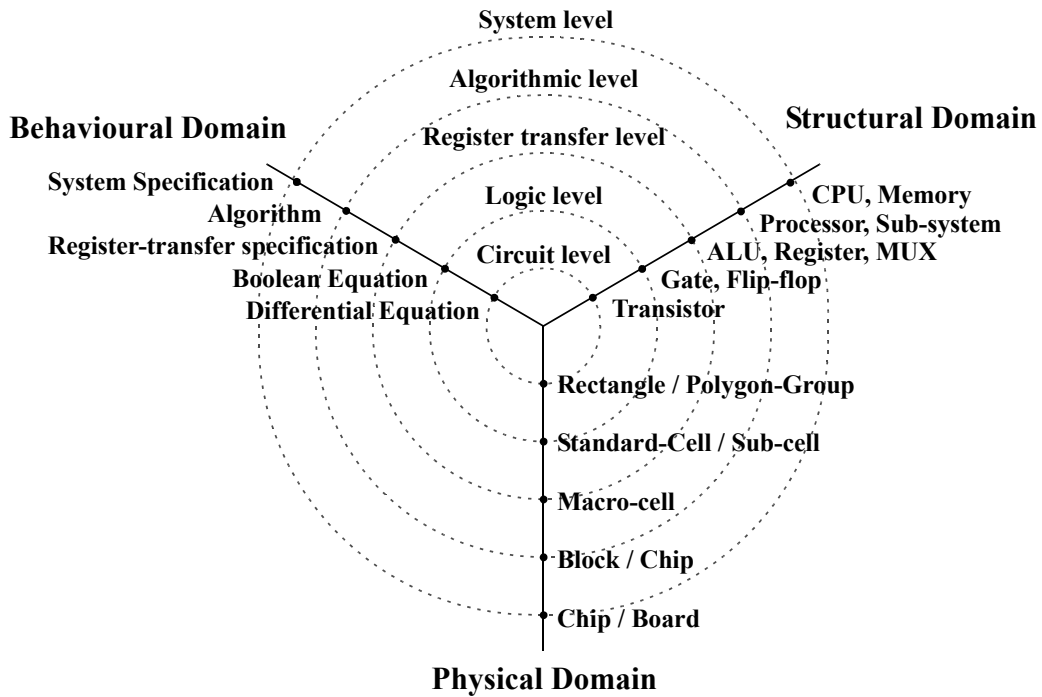 System level
Algorithmic level
Behavioural Domain
Structural Domain
Register transfer level
System Specification
CPU, Memory
Logic level
Algorithm
Processor, Sub-system
Register-transfer specification
ALU, Register, MUX
Circuit level
Boolean Equation
Gate, Flip-flop
Differential Equation
Transistor
Rectangle / Polygon-Group
Standard-Cell / Sub-cell
Macro-cell
Block / Chip
Chip / Board
Physical Domain